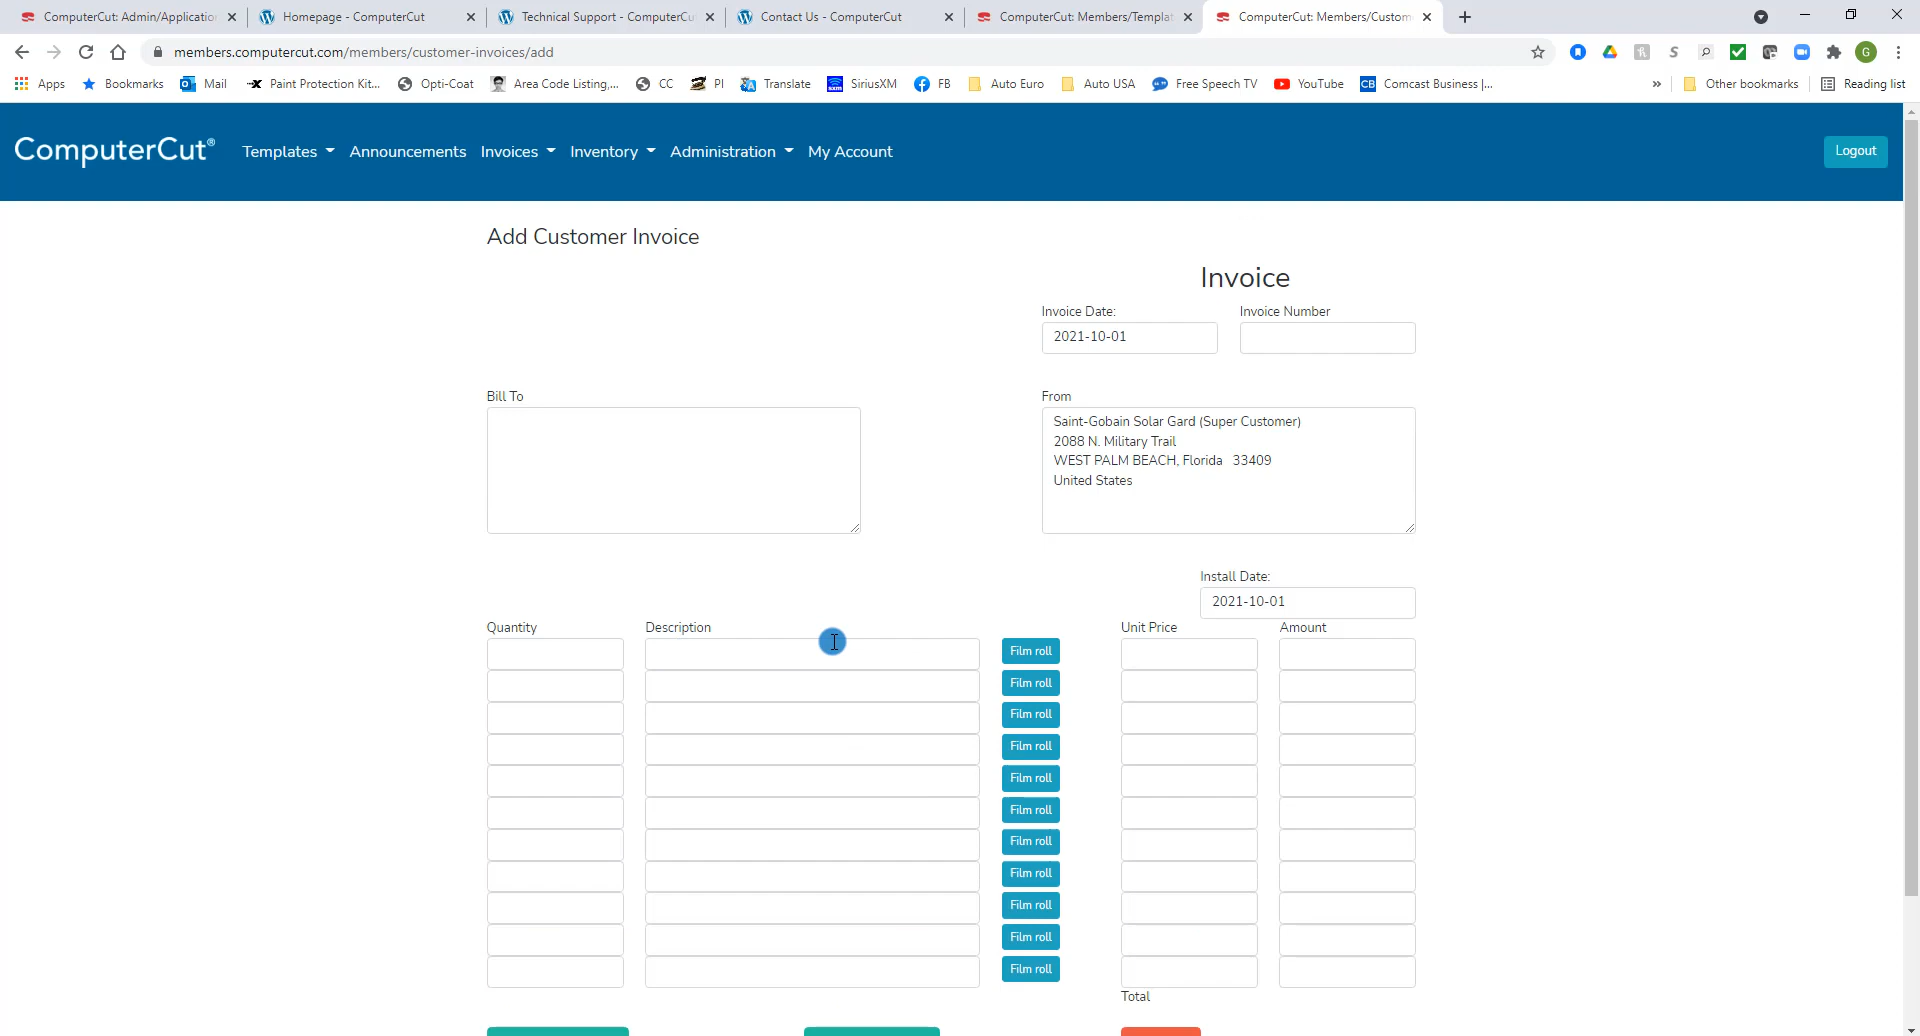 ComputerCut: Admin/Applicatio
Homepage - ComputerCut
Technical Support - ComputerCu
Contact Us - ComputerCut
ComputerCut: Members/Templat
ComputerCut: Members/Custom
members.computercut.com/members/customer-invoices/add
G
Apps
Bookmarks
Mail
Paint Protection Kit...
Opti-Coat
Area Code Listing,...
CC
PI
Translate
SiriusXM
FB
Auto Euro
Auto USA
Free Speech TV
YouTube
CB Comcast Business |...
»
Other bookmarks
Reading list
ComputerCut®
Templates
Announcements
Invoices
Inventory
Administration
My Account
Logout
Add Customer Invoice
Invoice
Invoice Date:
Invoice Number
2021-10-01
Bill To
From
Saint-Gobain Solar Gard (Super Customer)
2088 N. Military Trail
WEST PALM BEACH, Florida 33409
United States
Install Date:
2021-10-01
Quantity
Description
Unit Price
Amount
Film roll
Film roll
Film roll
Film roll
Film roll
Film roll
Film roll
Film roll
Film roll
Film roll
Film roll
Total